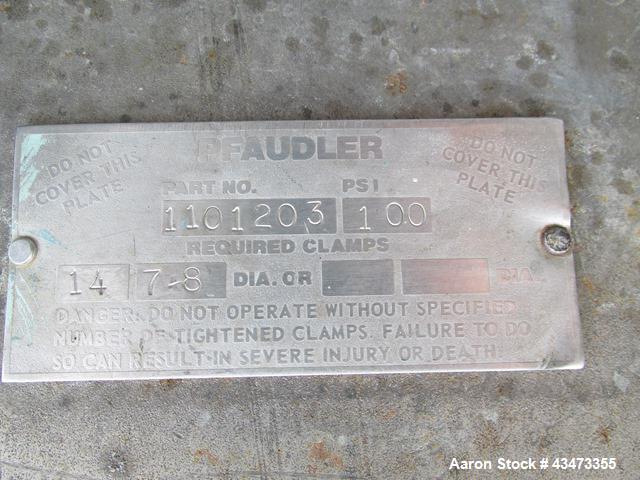 PFAUDLER
DO NOT
COVER THIS
PLATE
DO NOT
COVER THIS
PLATE
PART NO. PSI
1101203 100
REQUIRED CLAMPS
14 7-8 DIA. OR DIA.
DANGER: DO NOT OPERATE WITHOUT SPECIFIED
NUMBER OF TIGHTENED CLAMPS. FAILURE TO DO
SO CAN RESULT IN SEVERE INJURY OR DEATH.
Aaron Stock # 43473355